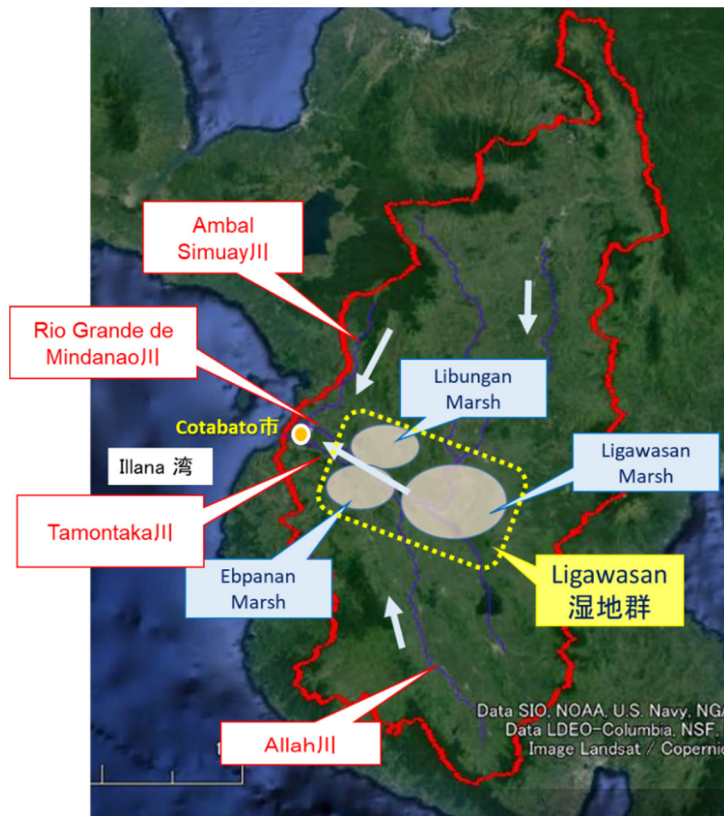 Ambal
Simuay川
Rio Grande de
Mindanao川
Libungan
Marsh
Cotabato市
Ligawasan
Marsh
Illana 湾
Tamontaka川
Ebpanan
Marsh
Ligawasan
湿地群
Data SIO, NOAA, U.S. Navy, NGA
Data LDEO-Columbia, NSF,
Image Landsat / Copernic
Allah川